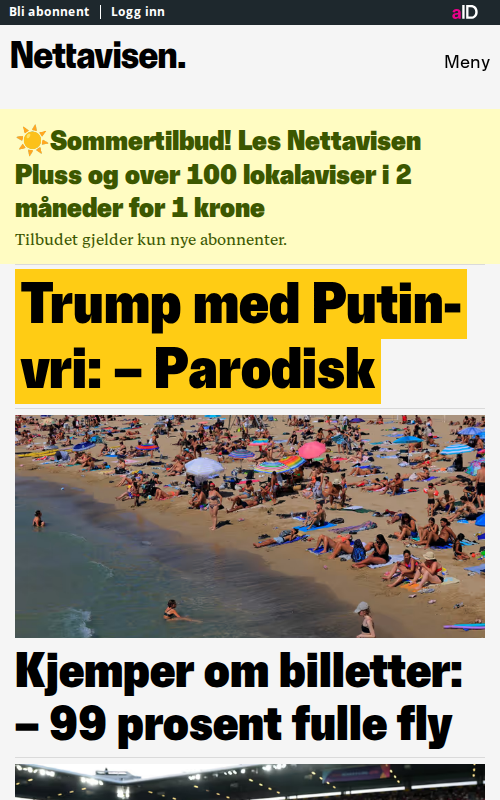 Bli abonnent
Logg inn
aID
Nettavisen.
Meny
☀️Sommertilbud! Les Nettavisen
Pluss og over 100 lokalaviser i 2
måneder for 1 krone
Tilbudet gjelder kun nye abonnenter.
Trump med Putin-
vri: – Parodisk
Kjemper om billetter:
– 99 prosent fulle fly